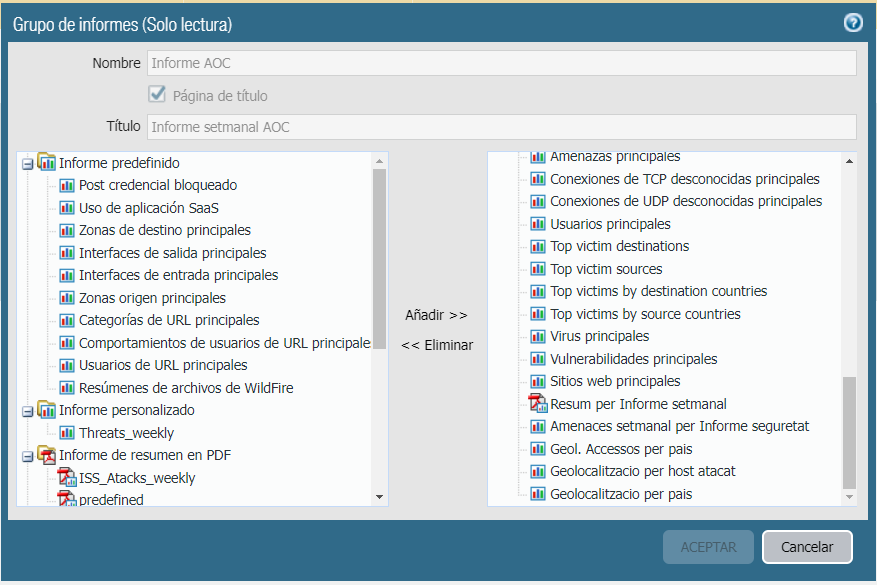 Grupo de informes (Solo lectura)
Nombre
Informe AOC
Página de título
Título
Informe setmanal AOC
Informe predefinido
Post credencial bloqueado
Uso de aplicación SaaS
Zonas de destino principales
Interfaces de salida principales
Interfaces de entrada principales
Zonas origen principales
Categorías de URL principales
Comportamientos de usuarios de URL principale
Usuarios de URL principales
Resúmenes de archivos de WildFire
Informe personalizado
Threats_weekly
Informe de resumen en PDF
ISS_Atacks_weekly
predefined
Añadir >>
<< Eliminar
Amenazas principales
Conexiones de TCP desconocidas principales
Conexiones de UDP desconocidas principales
Usuarios principales
Top victim destinations
Top victim sources
Top victims by destination countries
Top victims by source countries
Virus principales
Vulnerabilidades principales
Sitios web principales
Resum per Informe setmanal
Amenaces setmanal per Informe seguretat
Geol. Accessos per pais
Geolocalitzacio per host atacat
Geolocalitzacio per pais
ACEPTAR
Cancelar